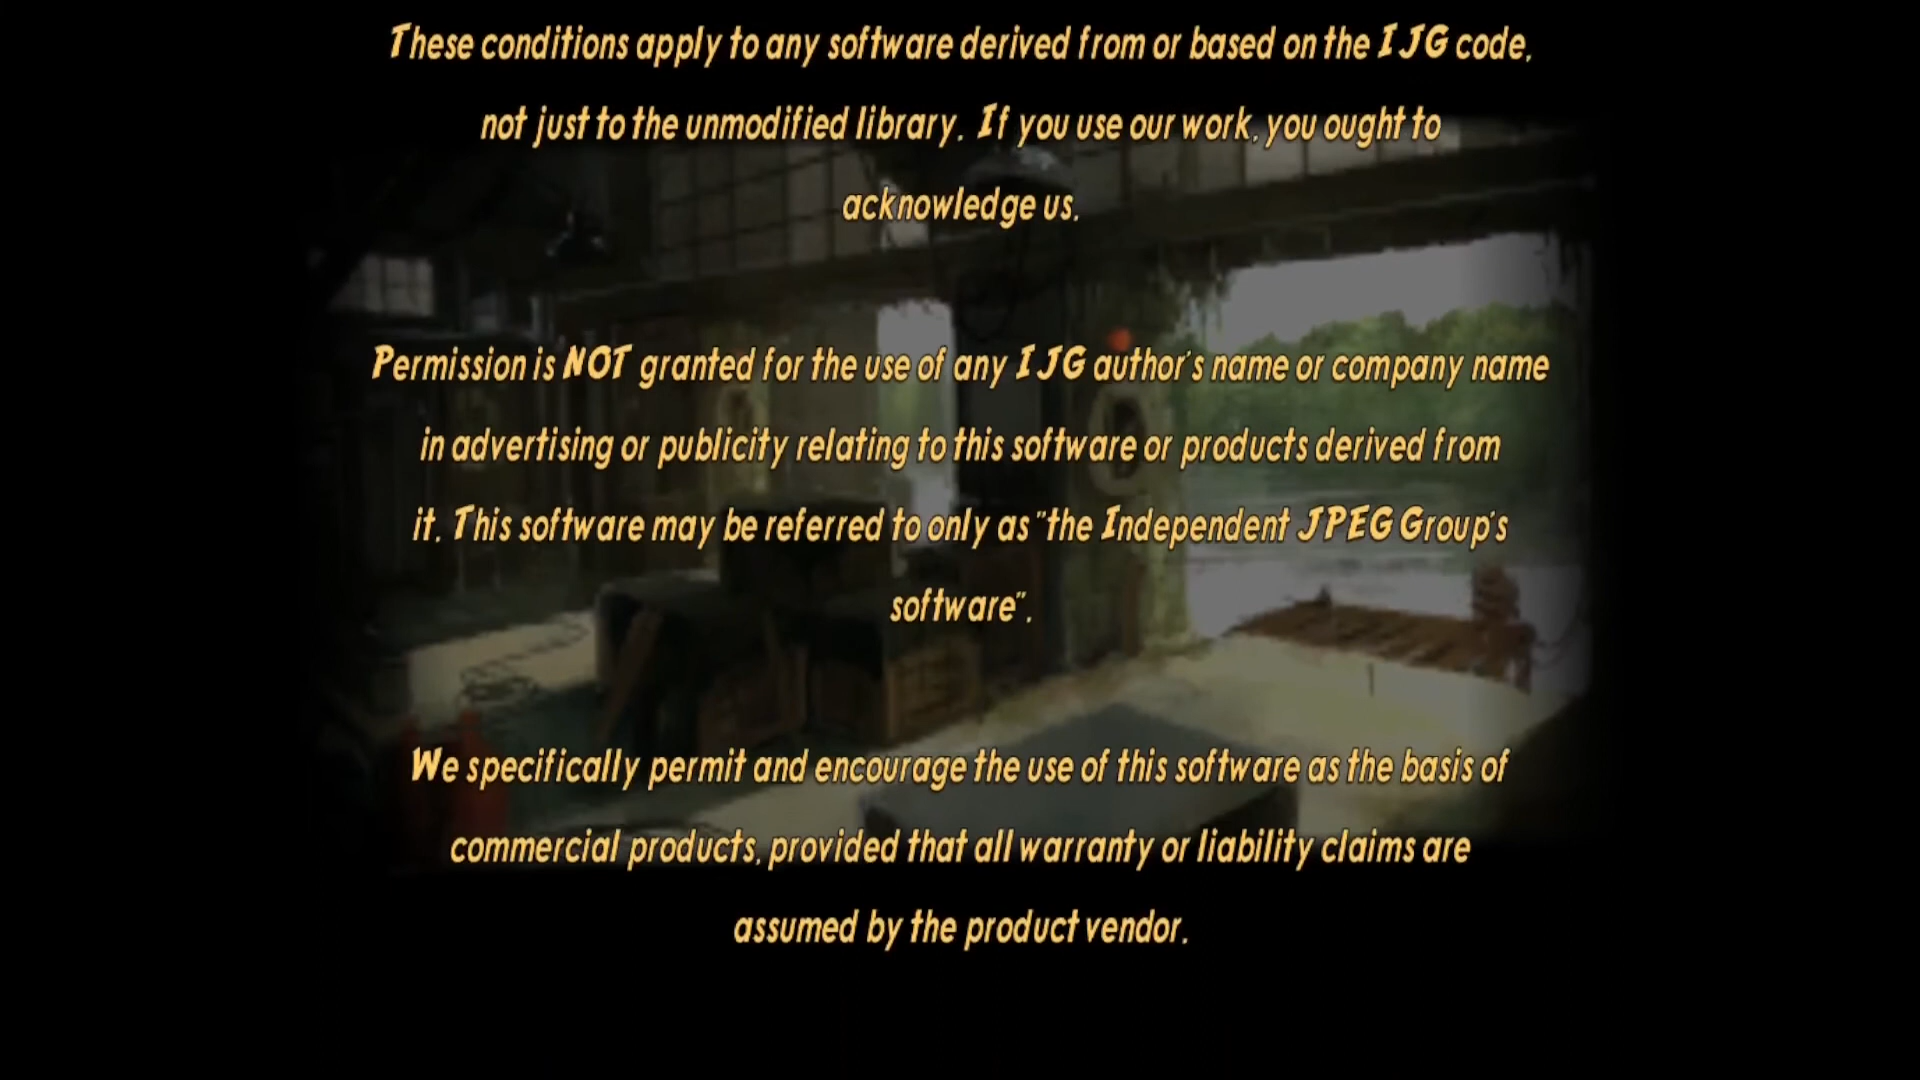 These conditions apply to any software derived from or based on the IJG code,
not just to the unmodified library. If you use our work, you ought to
acknowledge us.
Permission is NOT granted for the use of any IJG author's name or company name
in advertising or publicity relating to this software or products derived from
it. This software may be referred to only as "the Independent JPEG Group's
software".
We specifically permit and encourage the use of this software as the basis of
commercial products, provided that all warranty or liability claims are
assumed by the product vendor.